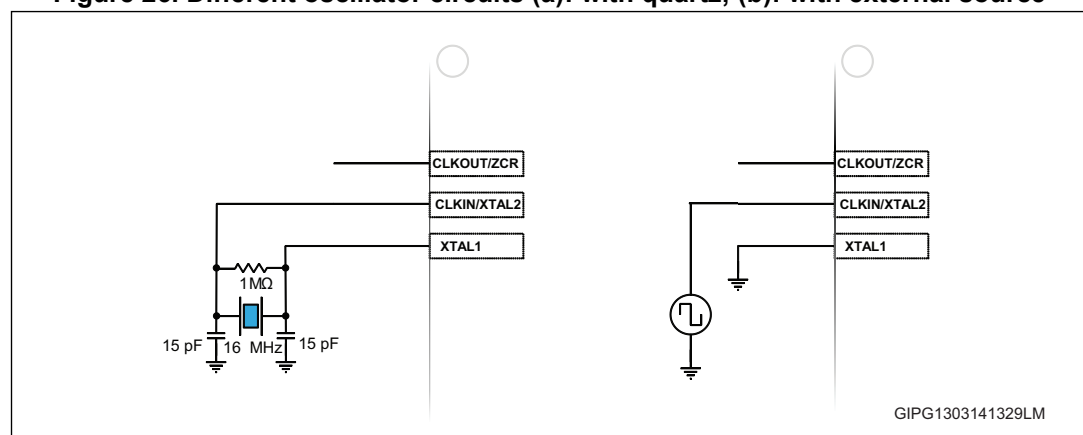 Figure 26. Different oscillator circuits (a): with quartz; (b): with external source
CLKOUT/ZCR
CLKIN/XTAL2
XTAL1
1MΩ
15 pF
16 MHz
15 pF
CLKOUT/ZCR
CLKIN/XTAL2
XTAL1
GIPG1303141329LM